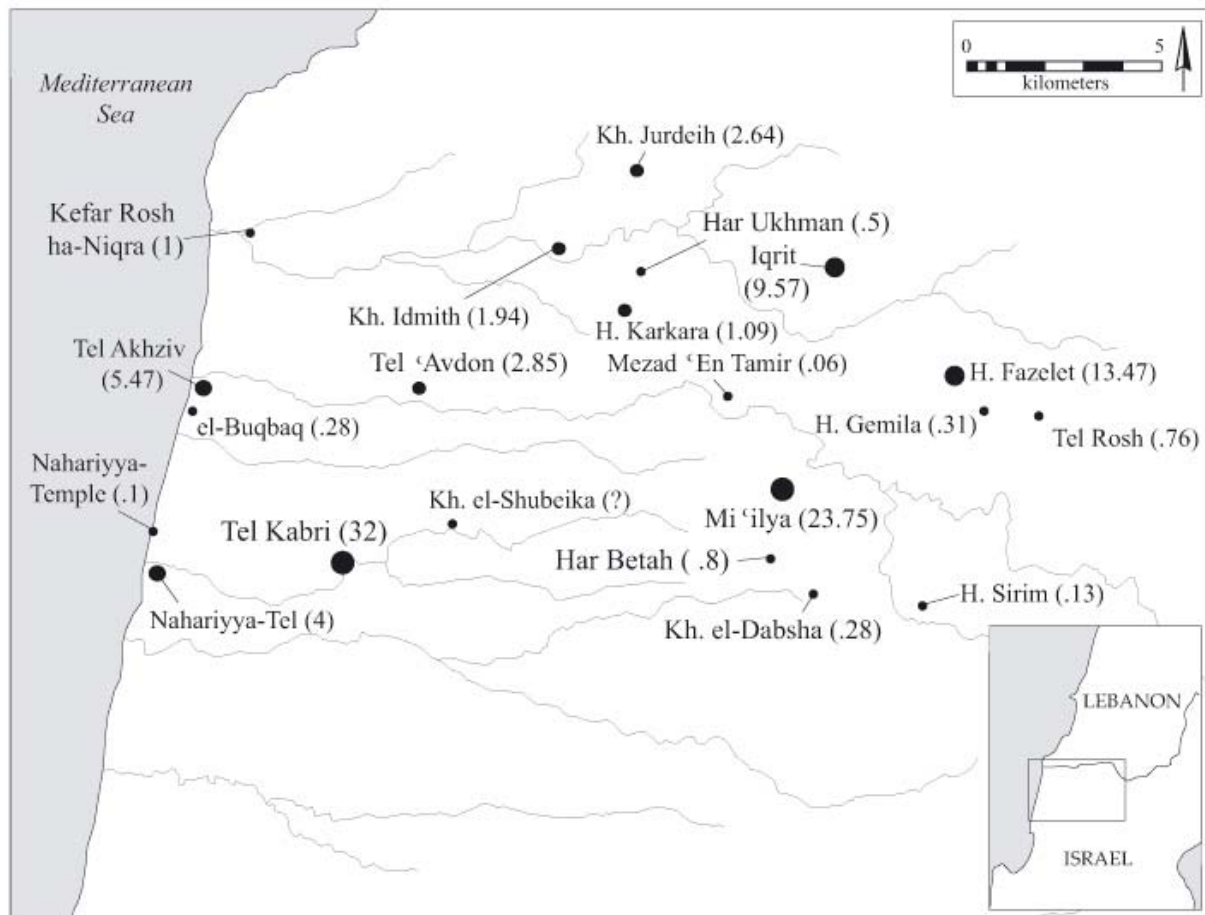 Mediterranean
Sea
0 5
kilometers
Kh. Jurdeih (2.64)
Kefar Rosh
ha-Niqra (1)
Har Ukhman (.5)
Iqrit
(9.57)
Kh. Idmith (1.94)
H. Karkara (1.09)
Tel Akhziv
(5.47)
Tel ʿAvdon (2.85)
Mezad ʿEn Tamir (.06)
H. Fazelet (13.47)
el-Buqbaq (.28)
H. Gemila (.31)
Tel Rosh (.76)
Nahariyya-
Temple (.1)
Kh. el-Shubeika (?)
Tel Kabri (32)
Mi ʿilya (23.75)
Har Betah ( .8)
H. Sirim (.13)
Nahariyya-Tel (4)
Kh. el-Dabsha (.28)
LEBANON
ISRAEL